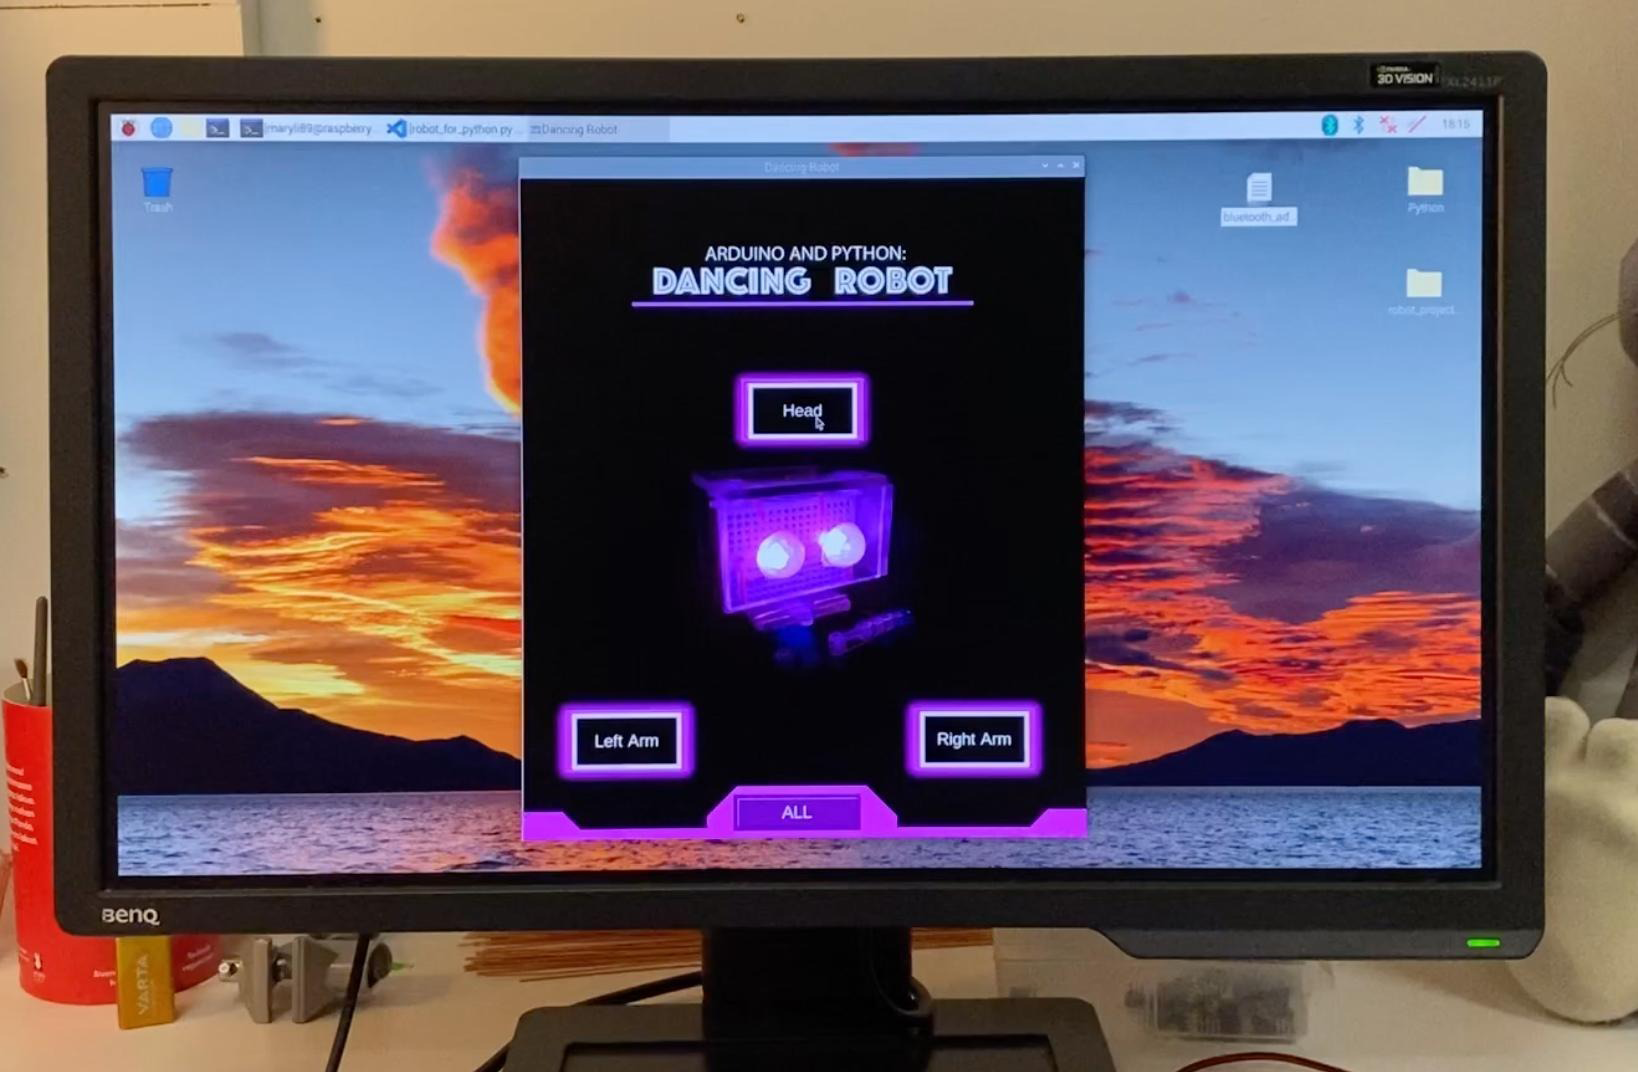 3D VISION XL2411P
maryli89@raspberry...
robot_for_python.py ...
Dancing Robot
18:15
Dancing Robot
Trash
bluetooth_ad...
Python
robot_project...
ARDUINO AND PYTHON:
DANCING ROBOT
Head
Left Arm
Right Arm
ALL
BenQ
VARTA